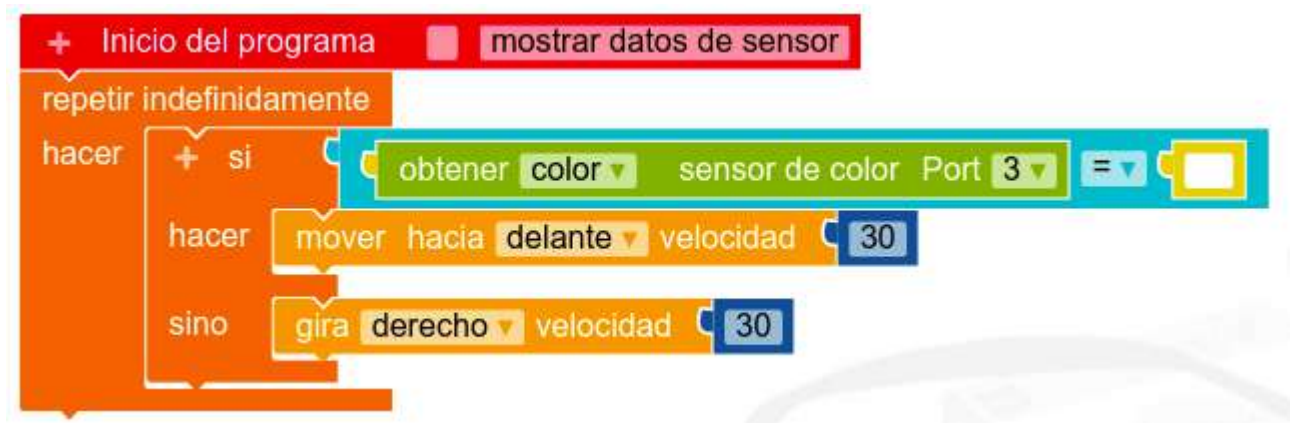 + Inicio del programa mostrar datos de sensor
repetir indefinidamente
hacer + si obtener color sensor de color Port 3 =
hacer mover hacia delante velocidad 30
sino gira derecho velocidad 30